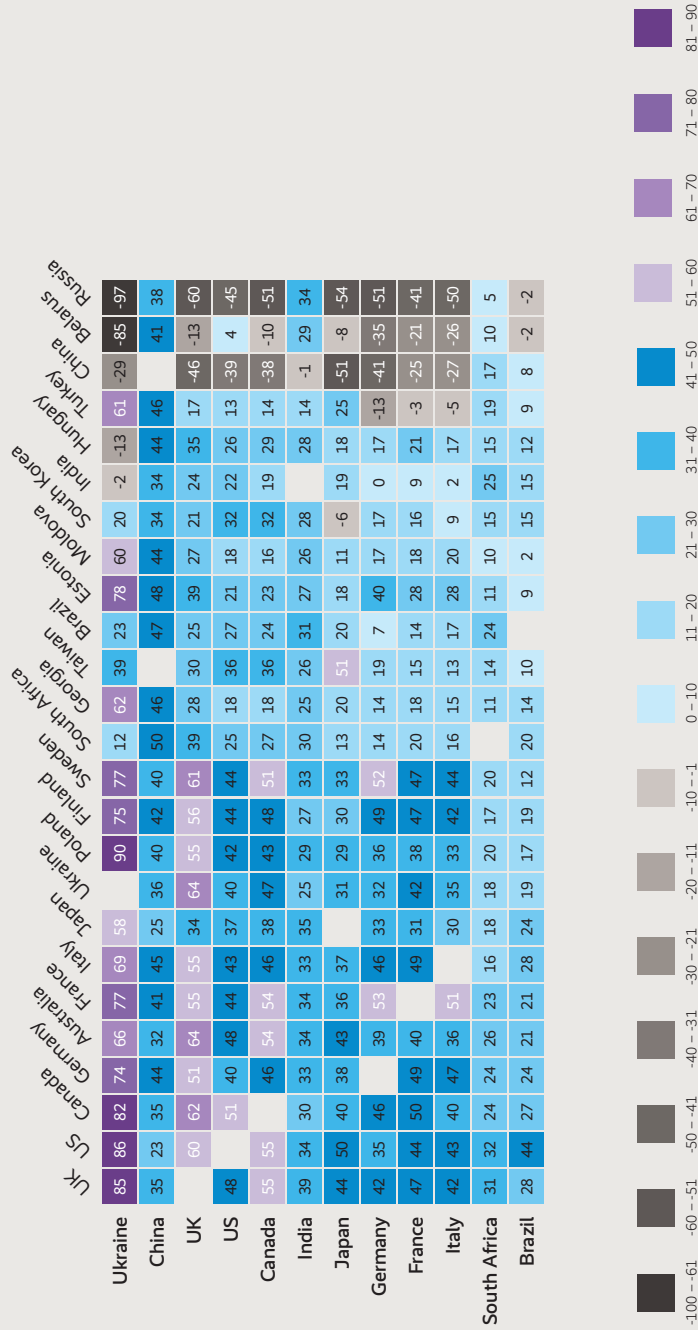 UK US Canada Germany Australia France Italy Japan Ukraine Poland Finland Sweden South Africa Georgia Taiwan Brazil Estonia Moldova South Korea India Hungary Turkey China Belarus Russia
Ukraine 85 86 82 74 66 77 69 58 90 75 77 12 62 39 23 78 60 20 -2 -13 61 -29 -85 -97
China 35 23 35 44 32 41 45 25 36 40 42 40 50 46 47 48 44 34 34 44 46 41 38
UK 60 62 51 64 55 55 34 64 55 56 61 39 28 30 25 39 27 21 24 35 17 -46 -13 -60
US 48 51 40 48 44 43 37 40 42 44 44 25 18 36 27 21 18 32 22 26 13 -39 4 -45
Canada 55 55 46 54 54 46 38 47 43 48 51 27 18 36 24 23 16 32 19 29 14 -38 -10 -51
India 39 34 30 33 34 34 33 35 25 29 27 33 30 25 26 31 27 26 28 28 14 -1 29 34
Japan 44 50 40 38 43 36 37 31 29 30 33 13 20 51 20 18 11 -6 19 18 25 -51 -8 -54
Germany 42 35 46 39 53 46 33 32 36 49 52 14 14 19 7 40 17 17 0 17 -13 -41 -35 -51
France 47 44 50 49 40 49 31 42 38 47 47 20 18 15 14 28 18 16 9 21 -3 -25 -21 -41
Italy 42 43 40 47 36 51 30 35 33 42 44 16 15 13 17 28 20 9 2 17 -5 -27 -26 -50
South Africa 31 32 24 24 26 23 16 18 18 20 17 20 11 14 24 11 10 15 25 15 19 17 10 5
Brazil 28 44 27 24 21 21 28 24 19 17 19 12 20 14 10 9 2 15 15 12 9 8 -2 -2
-100 – -61 -60 – -51 -50 – -41 -40 – -31 -30 – -21 -20 – -11 -10 – -1 0 – 10 11 – 20 21 – 30 31 – 40 41 – 50 51 – 60 61 – 70 71 – 80 81 – 90